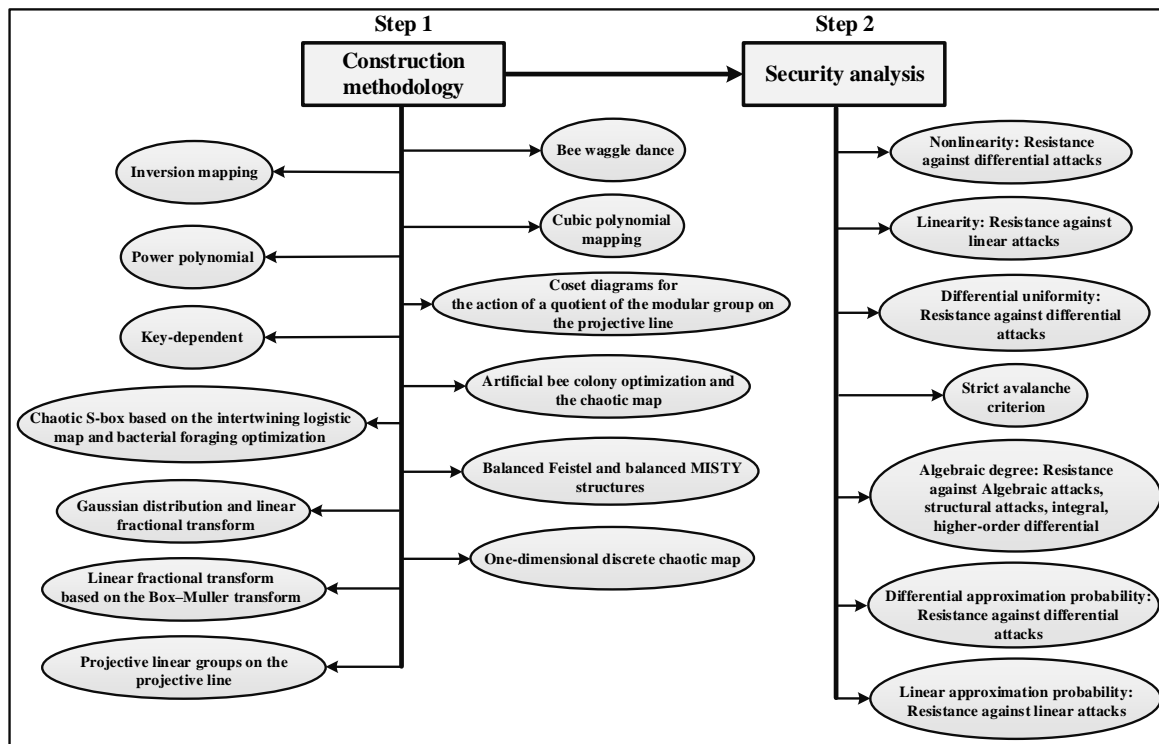 Step 1
Construction
methodology
Inversion mapping
Power polynomial
Key-dependent
Chaotic S-box based on the intertwining logistic
map and bacterial foraging optimization
Gaussian distribution and linear
fractional transform
Linear fractional transform
based on the Box–Muller transform
Projective linear groups on the
projective line
Bee waggle dance
Cubic polynomial
mapping
Coset diagrams for
the action of a quotient of the modular group on
the projective line
Artificial bee colony optimization and
the chaotic map
Balanced Feistel and balanced MISTY
structures
One-dimensional discrete chaotic map
Step 2
Security analysis
Nonlinearity: Resistance
against differential attacks
Linearity: Resistance against
linear attacks
Differential uniformity:
Resistance against differential
attacks
Strict avalanche
criterion
Algebraic degree: Resistance
against Algebraic attacks,
structural attacks, integral,
higher-order differential
Differential approximation probability:
Resistance against differential
attacks
Linear approximation probability:
Resistance against linear attacks